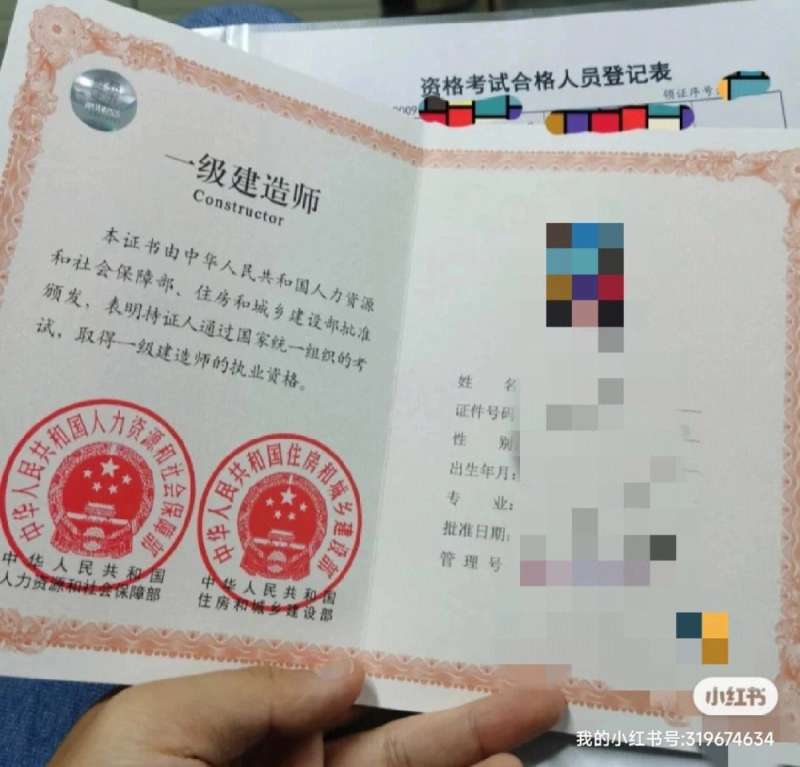 资格考试合格人员登记表
领证序号:
2009
一级建造师
Constructor
本证书由中华人民共和国人力资源
和社会保障部、住房和城乡建设部批准
颁发，表明持证人通过国家统一组织的考
试，取得一级建造师的执业资格。
中华人民共和国人力资源和社会保障部
中华人民共和国住房和城乡建设部
中华人民共和国
人力资源和社会保障部
中华人民共和国
住房和城乡建设部
姓 名
证件号码
性 别
出生年月:
专 业:
批准日期:
管 理 号
小红书
我的小红书号:319674634